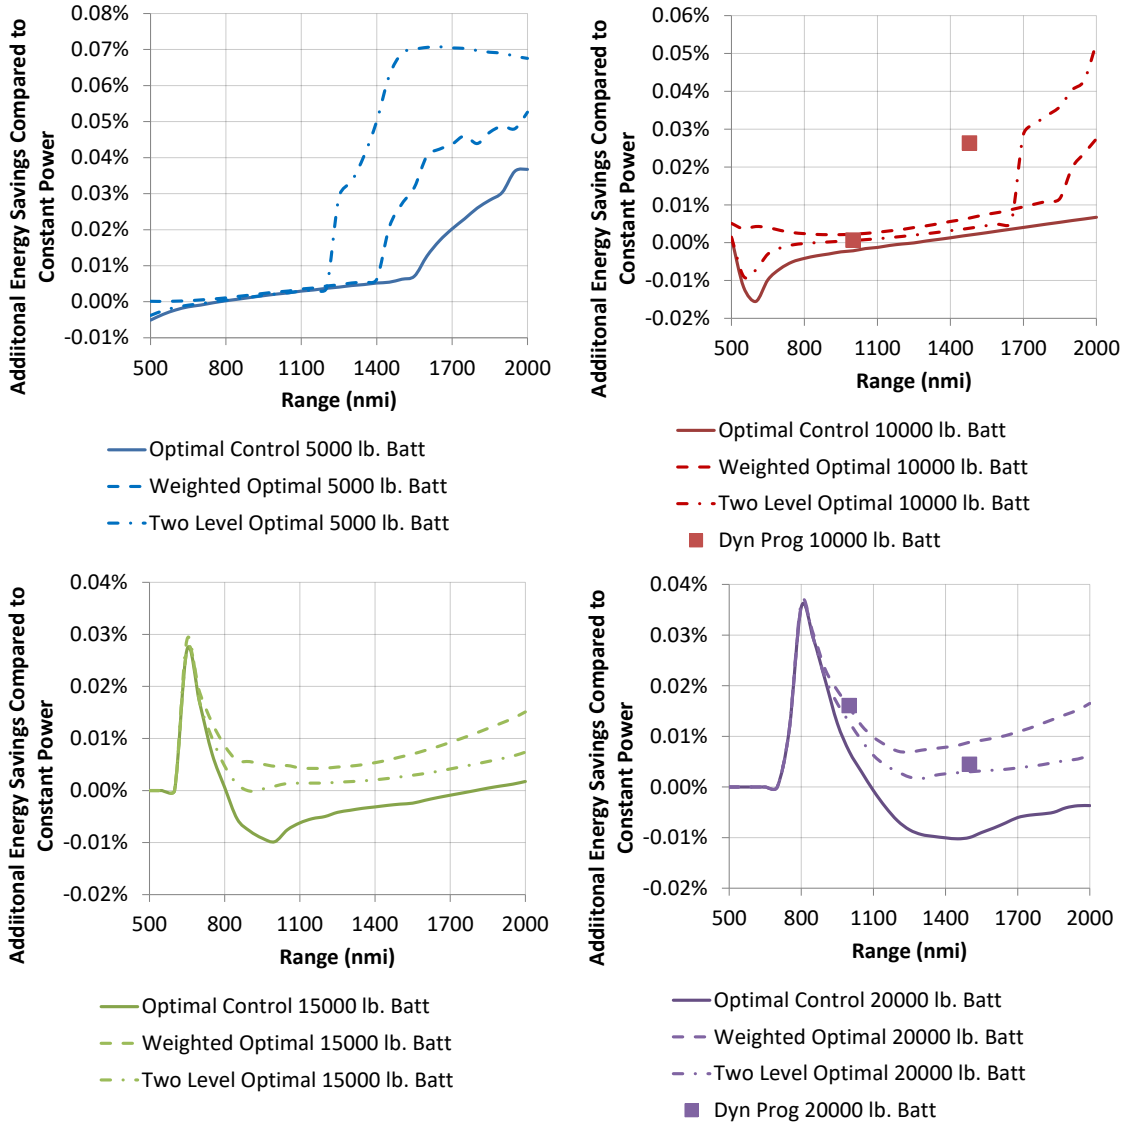 Addiitonal Energy Savings Compared to
Constant Power
0.08%
0.07%
0.06%
0.05%
0.04%
0.03%
0.02%
0.01%
0.00%
-0.01%
500 800 1100 1400 1700 2000
Range (nmi)
Optimal Control 5000 lb. Batt
Weighted Optimal 5000 lb. Batt
Two Level Optimal 5000 lb. Batt
Addiitonal Energy Savings Compared to
Constant Power
0.06%
0.05%
0.04%
0.03%
0.02%
0.01%
0.00%
-0.01%
-0.02%
500 800 1100 1400 1700 2000
Range (nmi)
Optimal Control 10000 lb. Batt
Weighted Optimal 10000 lb. Batt
Two Level Optimal 10000 lb. Batt
Dyn Prog 10000 lb. Batt
Addiitonal Energy Savings Compared to
Constant Power
0.04%
0.03%
0.02%
0.01%
0.00%
-0.01%
-0.02%
500 800 1100 1400 1700 2000
Range (nmi)
Optimal Control 15000 lb. Batt
Weighted Optimal 15000 lb. Batt
Two Level Optimal 15000 lb. Batt
Addiitonal Energy Savings Compared to
Constant Power
0.04%
0.03%
0.02%
0.01%
0.00%
-0.01%
-0.02%
500 800 1100 1400 1700 2000
Range (nmi)
Optimal Control 20000 lb. Batt
Weighted Optimal 20000 lb. Batt
Two Level Optimal 20000 lb. Batt
Dyn Prog 20000 lb. Batt